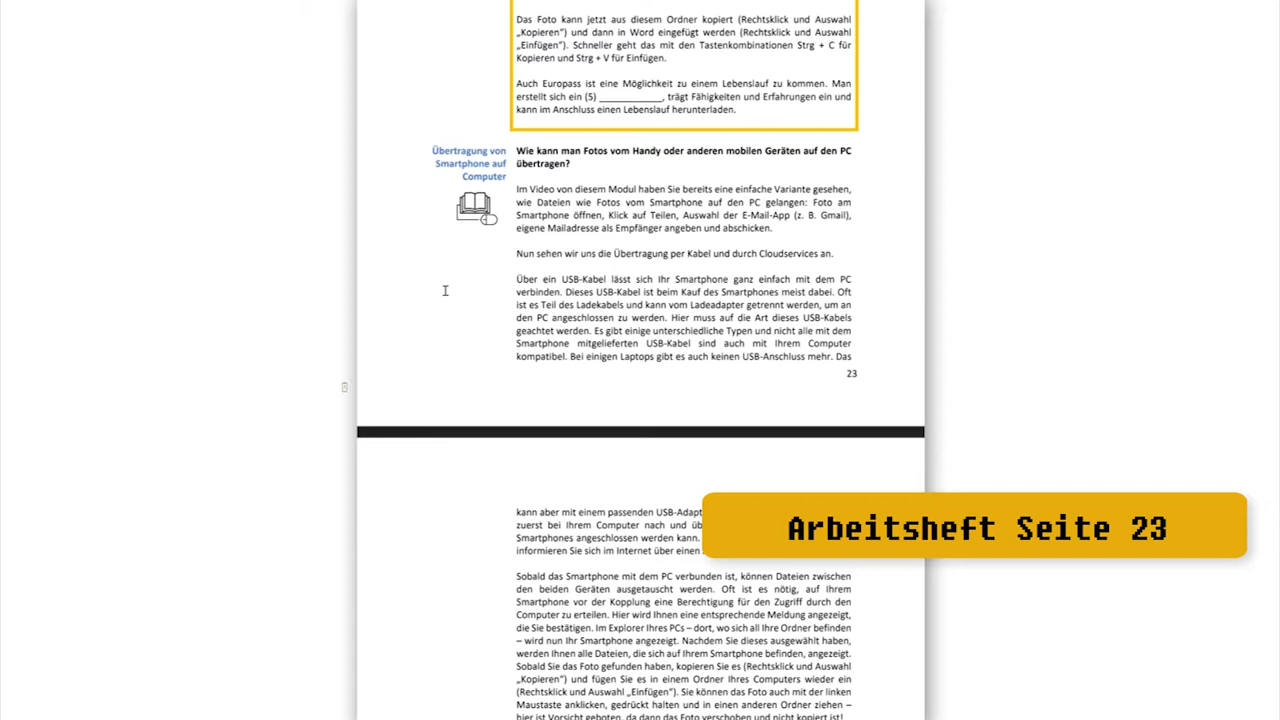 Das Foto kann jetzt aus diesem Ordner kopiert (Rechtsklick und Auswahl
„Kopieren“) und dann in Word eingefügt werden (Rechtsklick und Auswahl
„Einfügen“). Schneller geht das mit den Tastenkombinationen Strg + C für
Kopieren und Strg + V für Einfügen.
Auch Europass ist eine Möglichkeit zu einem Lebenslauf zu kommen. Man
erstellt sich ein (5) ____________, trägt Fähigkeiten und Erfahrungen ein und
kann im Anschluss einen Lebenslauf herunterladen.
Übertragung von
Smartphone auf
Computer
Wie kann man Fotos vom Handy oder anderen mobilen Geräten auf den PC
übertragen?
Im Video von diesem Modul haben Sie bereits eine einfache Variante gesehen,
wie Dateien wie Fotos vom Smartphone auf den PC gelangen: Foto am
Smartphone öffnen, Klick auf Teilen, Auswahl der E-Mail-App (z. B. Gmail),
eigene Mailadresse als Empfänger angeben und abschicken.
Nun sehen wir uns die Übertragung per Kabel und durch Cloudservices an.
Über ein USB-Kabel lässt sich Ihr Smartphone ganz einfach mit dem PC
verbinden. Dieses USB-Kabel ist beim Kauf des Smartphones meist dabei. Oft
ist es Teil des Ladekabels und kann vom Ladeadapter getrennt werden, um an
den PC angeschlossen zu werden. Hier muss auf die Art dieses USB-Kabels
geachtet werden. Es gibt einige unterschiedliche Typen und nicht alle mit dem
Smartphone mitgelieferten USB-Kabel sind auch mit Ihrem Computer
kompatibel. Bei einigen Laptops gibt es auch keinen USB-Anschluss mehr. Das
23
kann aber mit einem passenden USB-Adapt
zuerst bei Ihrem Computer nach und üb
Smartphones angeschlossen werden kann.
informieren Sie sich im Internet über einen
Arbeitsheft Seite 23
Sobald das Smartphone mit dem PC verbunden ist, können Dateien zwischen
den beiden Geräten ausgetauscht werden. Oft ist es nötig, auf Ihrem
Smartphone vor der Kopplung eine Berechtigung für den Zugriff durch den
Computer zu erteilen. Hier wird Ihnen eine entsprechende Meldung angezeigt,
die Sie bestätigen. Im Explorer Ihres PCs – dort, wo sich all Ihre Ordner befinden
– wird nun Ihr Smartphone angezeigt. Nachdem Sie dieses ausgewählt haben,
werden Ihnen alle Dateien, die sich auf Ihrem Smartphone befinden, angezeigt.
Sobald Sie das Foto gefunden haben, kopieren Sie es (Rechtsklick und Auswahl
„Kopieren“) und fügen Sie es in einem Ordner Ihres Computers wieder ein
(Rechtsklick und Auswahl „Einfügen“). Sie können das Foto auch mit der linken
Maustaste anklicken, gedrückt halten und in einen anderen Ordner ziehen –
hier ist Vorsicht geboten, da dann das Foto verschoben und nicht kopiert ist!